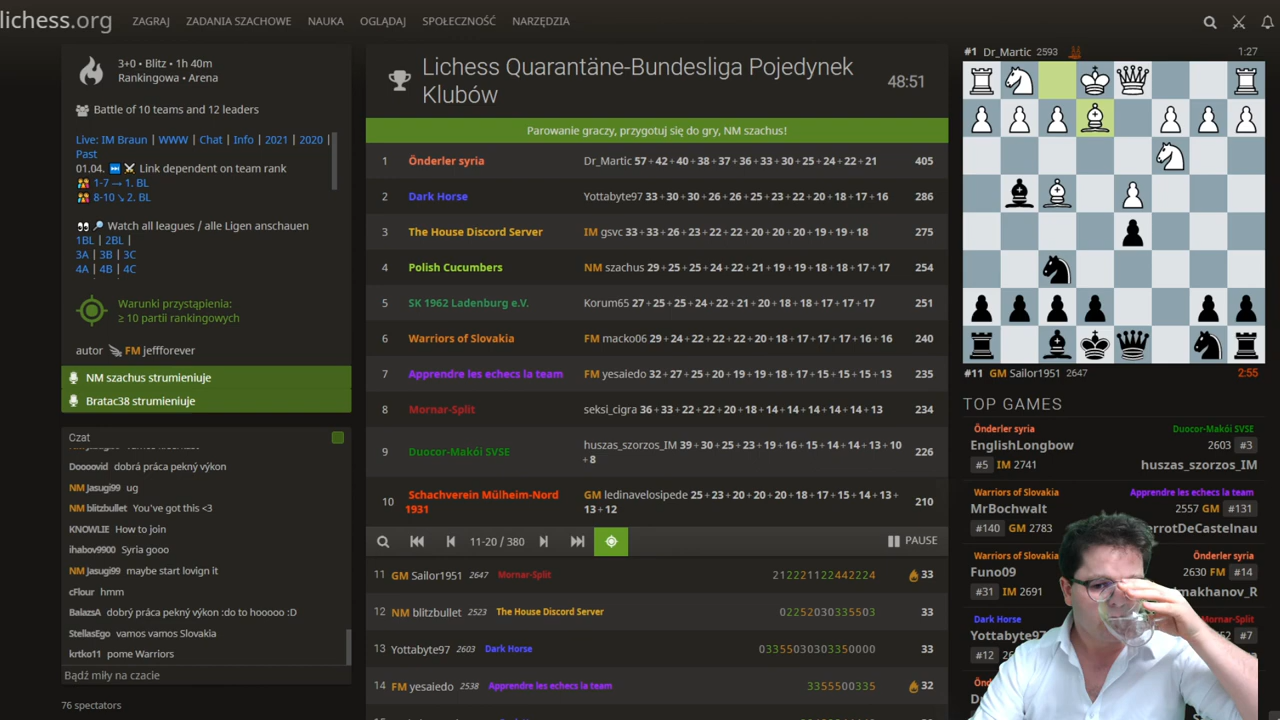 lichess.org
ZAGRAJ ZADANIA SZACHOWE NAUKA OGLĄDAJ SPOŁECZNOŚĆ NARZĘDZIA
3+0 • Blitz • 1h 40m
Rankingowa • Arena
Battle of 10 teams and 12 leaders
Live: IM Braun | WWW | Chat | Info | 2021 | 2020 |
Past
01.04. Link dependent on team rank
1-7 → 1. BL
8-10 ↘ 2. BL
Watch all leagues / alle Ligen anschauen
1BL | 2BL |
3A | 3B | 3C
4A | 4B | 4C
Warunki przystąpienia:
≥ 10 partii rankingowych
autor FM jeffforever
NM szachus strumieniuje
Bratac38 strumieniuje
Czat
Doooovid dobrá práca pekný výkon
NM Jasugi99 ug
NM blitzbullet You've got this <3
KNOWLIE How to join
ihabov9900 Syria gooo
NM Jasugi99 maybe start lovign it
cFlour hmm
BalazsA dobrý práca pekný výkon :do to hooooo :D
StellasEgo vamos vamos Slovakia
krtko11 pome Warriors
Bądź miły na czacie
76 spectators
Lichess Quarantäne-Bundesliga Pojedynek
Klubów
48:51
Parowanie graczy, przygotuj się do gry, NM szachus!
1 Önderler syria Dr_Martic 57+42+40+38+37+36+33+30+25+24+22+21 405
2 Dark Horse Yottabyte97 33+30+30+26+26+25+23+22+20+18+17+16 286
3 The House Discord Server IM gsvc 33+33+26+23+22+22+20+20+20+19+19+18 275
4 Polish Cucumbers NM szachus 29+25+25+24+22+21+19+19+18+18+17+17 254
5 SK 1962 Ladenburg e.V. Korum65 27+25+25+24+22+21+20+18+18+17+17+17 251
6 Warriors of Slovakia FM macko06 29+24+22+22+22+20+18+17+17+17+16+16 240
7 Apprendre les echecs la team FM yesaiedo 32+27+25+20+19+19+18+17+15+15+15+13 235
8 Mornar-Split seksi_cigra 36+33+22+22+20+18+14+14+14+14+14+13 234
9 Duocor-Makói SVSE huszas_szorzos_IM 39+30+25+23+19+16+15+14+14+13+10
+8 226
10 Schachverein Mülheim-Nord
1931 GM ledinavelosipede 25+23+20+20+20+18+17+15+14+13+
13+12 210
11-20 / 380 PAUSE
11 GM Sailor1951 2647 Mornar-Split 212221122442224 33
12 NM blitzbullet 2523 The House Discord Server 02252030335503 33
13 Yottabyte97 2603 Dark Horse 03355030303350000 33
14 FM yesaiedo 2538 Apprendre les echecs la team 3355500335 32
#1 Dr_Martic 2593 1:27
#11 GM Sailor1951 2647 2:55
TOP GAMES
Önderler syria Duocor-Makói SVSE
EnglishLongbow 2603 #3
#5 IM 2741 huszas_szorzos_IM
Warriors of Slovakia Apprendre les echecs la team
MrBochwalt 2557 GM #131
#140 GM 2783 errotDeCastelnau
Warriors of Slovakia Önderler syria
Funo09 2630 FM #14
#31 IM 2691 makhanov_R
Dark Horse Mornar-Split
Yottabyte97 #7
#12